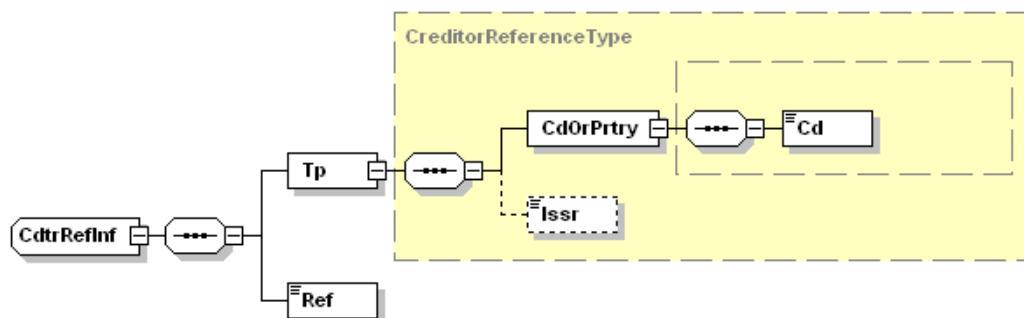 CreditorReferenceType
CdOrPrtry
Cd
Tp
Issr
CdtrRefInf
Ref